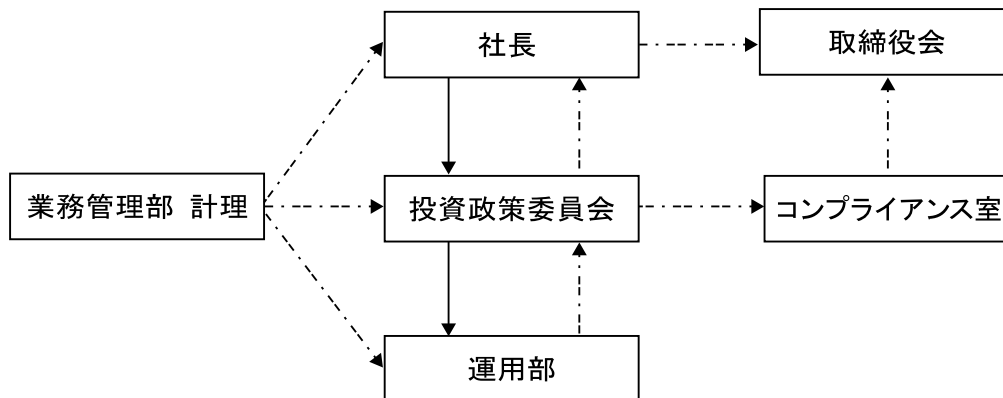 社長
取締役会
業務管理部 計理
投資政策委員会
コンプライアンス室
運用部